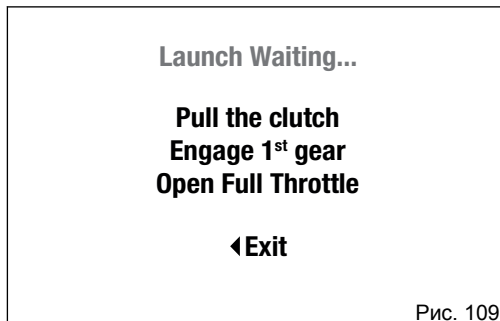 Launch Waiting...
Pull the clutch
Engage 1st gear
Open Full Throttle
Exit
Рис. 109